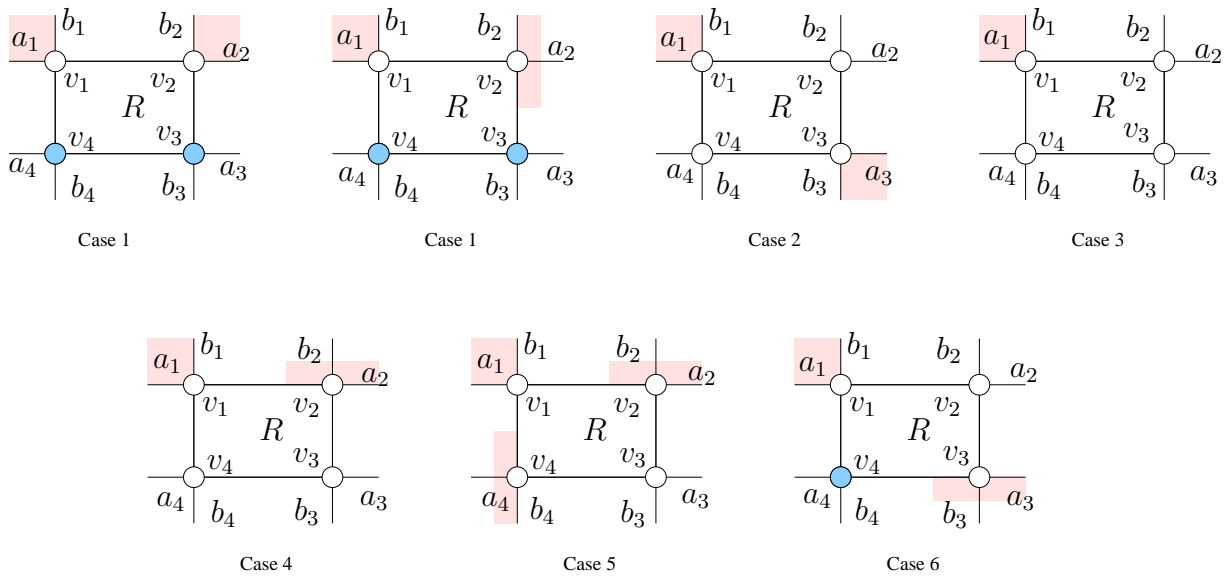 a1 b1 b2 a2 a1 b1 b2 a2 a1 b1 b2 a2 a1 b1 b2 a2
v1 v2 v1 v2 v1 v2 v1 v2
R R R R
v4 v3 v4 v3 v4 v3 v4 v3
a4 b4 b3 a3 a4 b4 b3 a3 a4 b4 b3 a3 a4 b4 b3 a3
Case 1 Case 1 Case 2 Case 3
a1 b1 b2 a2 a1 b1 b2 a2 a1 b1 b2 a2
v1 v2 v1 v2 v1 v2
R R R
v4 v3 v4 v3 v4 v3
a4 b4 b3 a3 a4 b4 b3 a3 a4 b4 b3 a3
Case 4 Case 5 Case 6